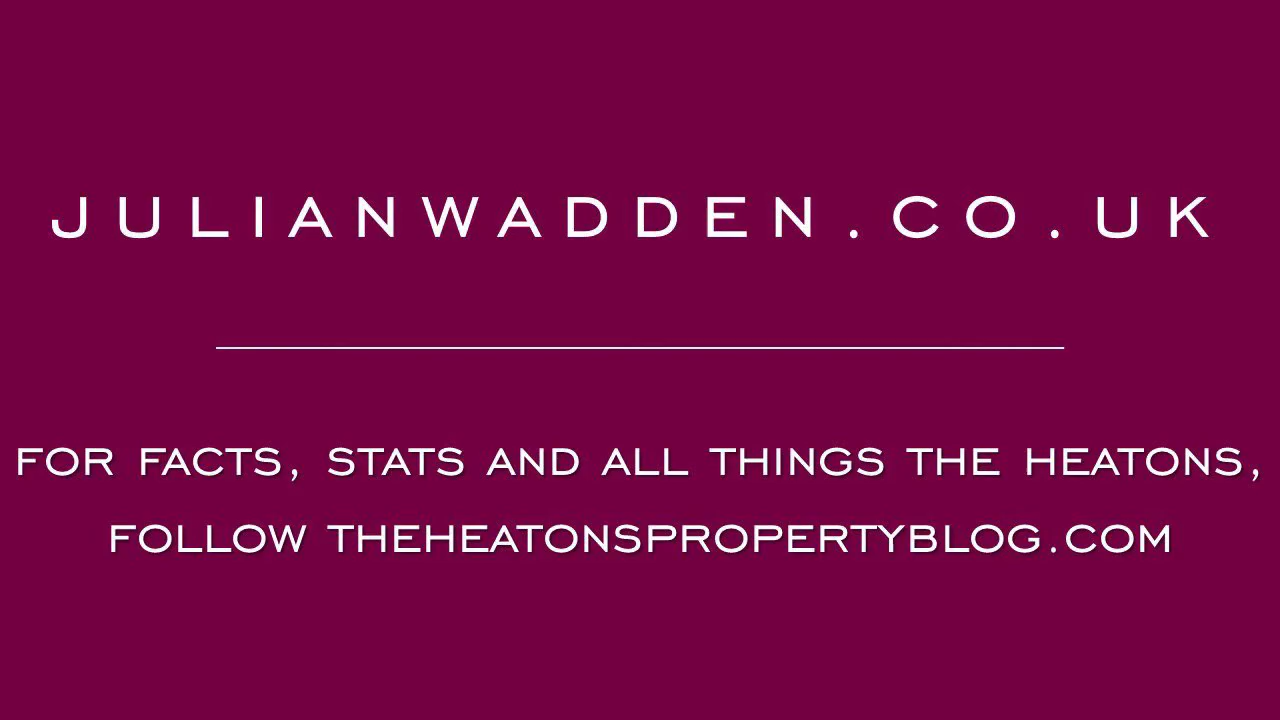 JULIANWADDEN.CO.UK
FOR FACTS, STATS AND ALL THINGS THE HEATONS,
FOLLOW THEHEATONSPROPERTYBLOG.COM